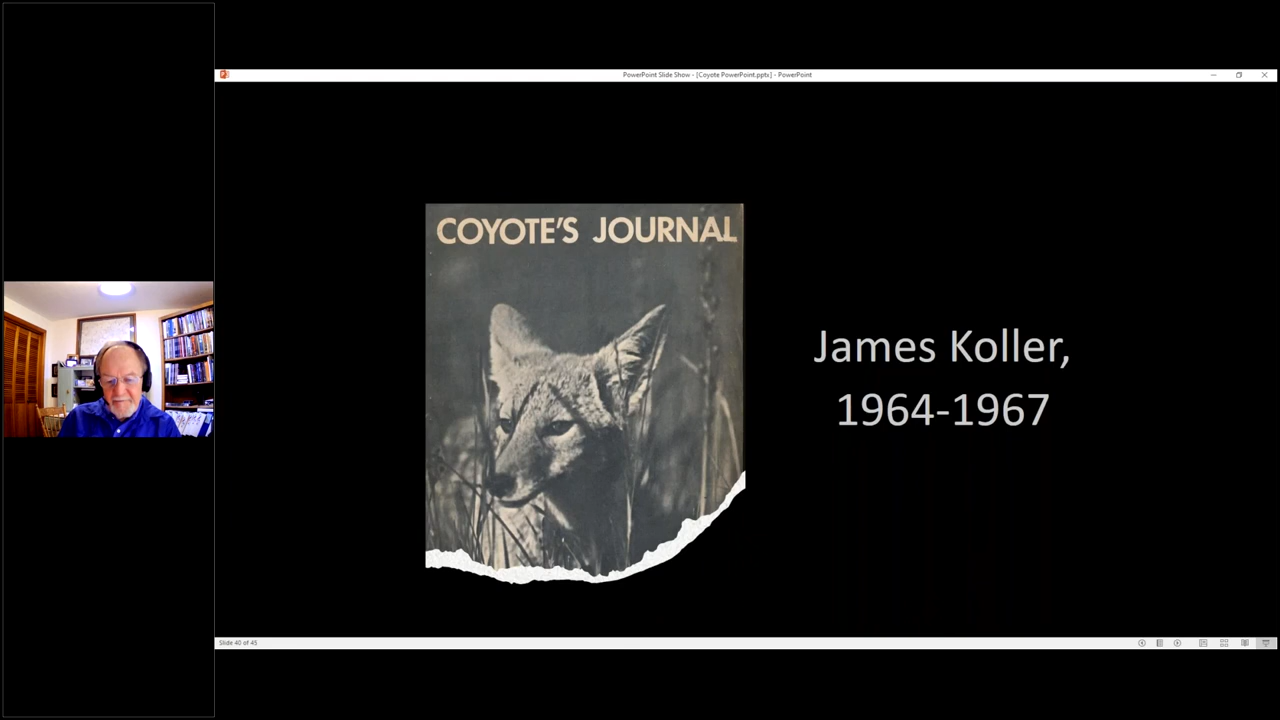 PowerPoint Slide Show - [Coyote PowerPoint.pptx] - PowerPoint
COYOTE'S JOURNAL
James Koller,
1964-1967
Slide 40 of 45